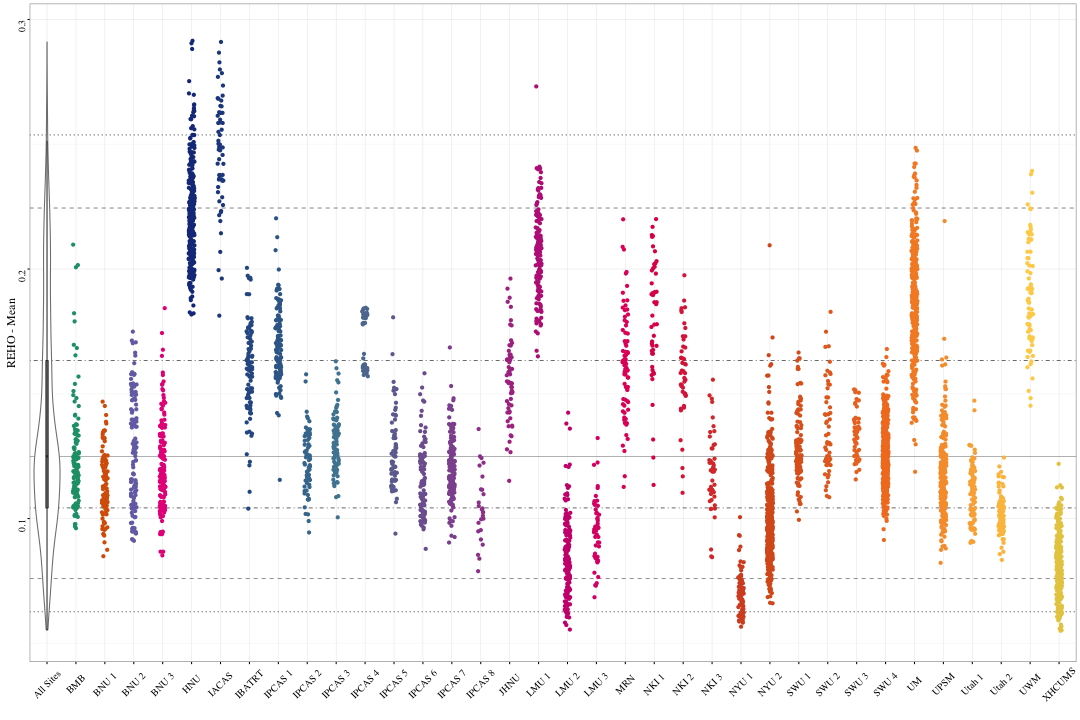 REHO - Mean
0.3
0.2
0.1
All Sites
BMB
BNU 1
BNU 2
BNU 3
HNU
IACAS
IBATRT
IPCAS 1
IPCAS 2
IPCAS 3
IPCAS 4
IPCAS 5
IPCAS 6
IPCAS 7
IPCAS 8
JHNU
LMU 1
LMU 2
LMU 3
MRN
NKI 1
NKI 2
NKI 3
NYU 1
NYU 2
SWU 1
SWU 2
SWU 3
SWU 4
UM
UPSM
Utah 1
Utah 2
UWM
XHCUMS